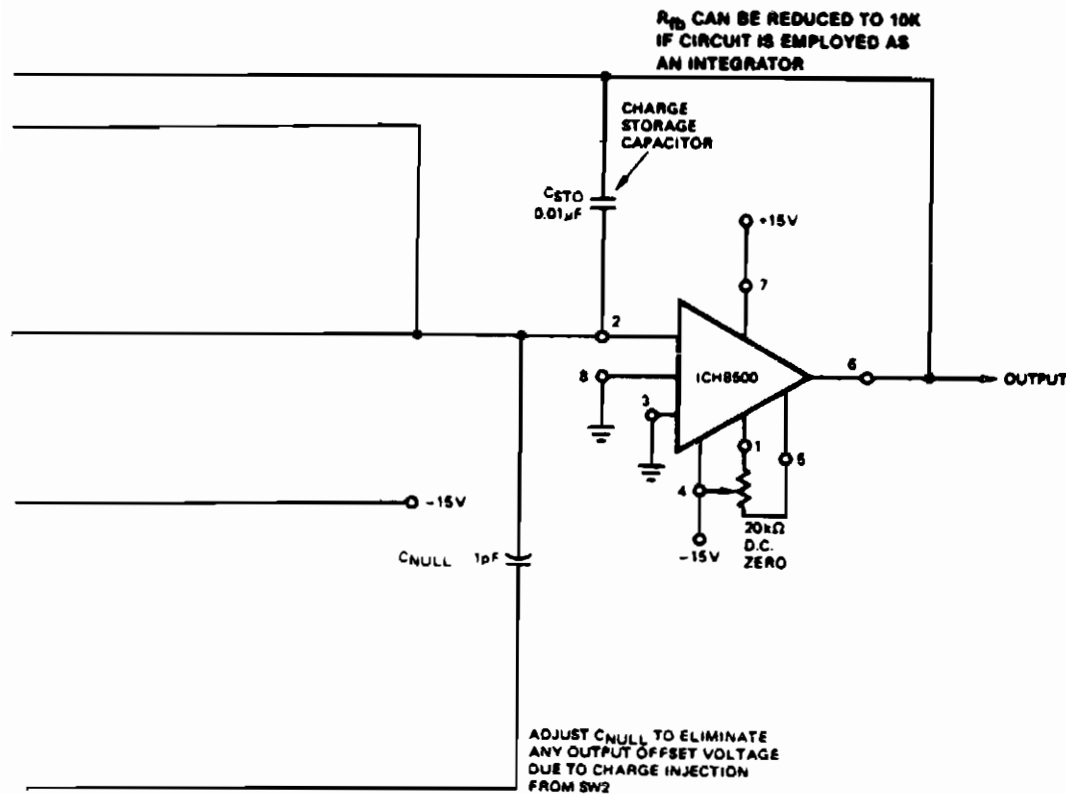 Rfb CAN BE REDUCED TO 10K
IF CIRCUIT IS EMPLOYED AS
AN INTEGRATOR
CHARGE
STORAGE
CAPACITOR
CSTO
0.01µF
+15V
7
2
8
ICH8500
6
OUTPUT
3
1
5
4
-15V
20kΩ
D.C.
ZERO
-15V
CNULL 1pF
ADJUST CNULL TO ELIMINATE
ANY OUTPUT OFFSET VOLTAGE
DUE TO CHARGE INJECTION
FROM SW2